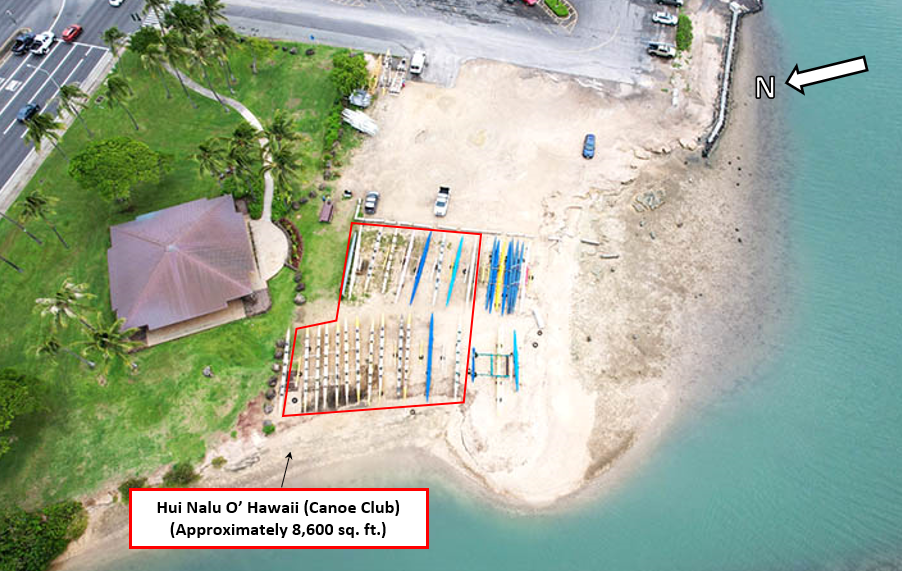 N
Hui Nalu O’ Hawaii (Canoe Club)
(Approximately 8,600 sq. ft.)